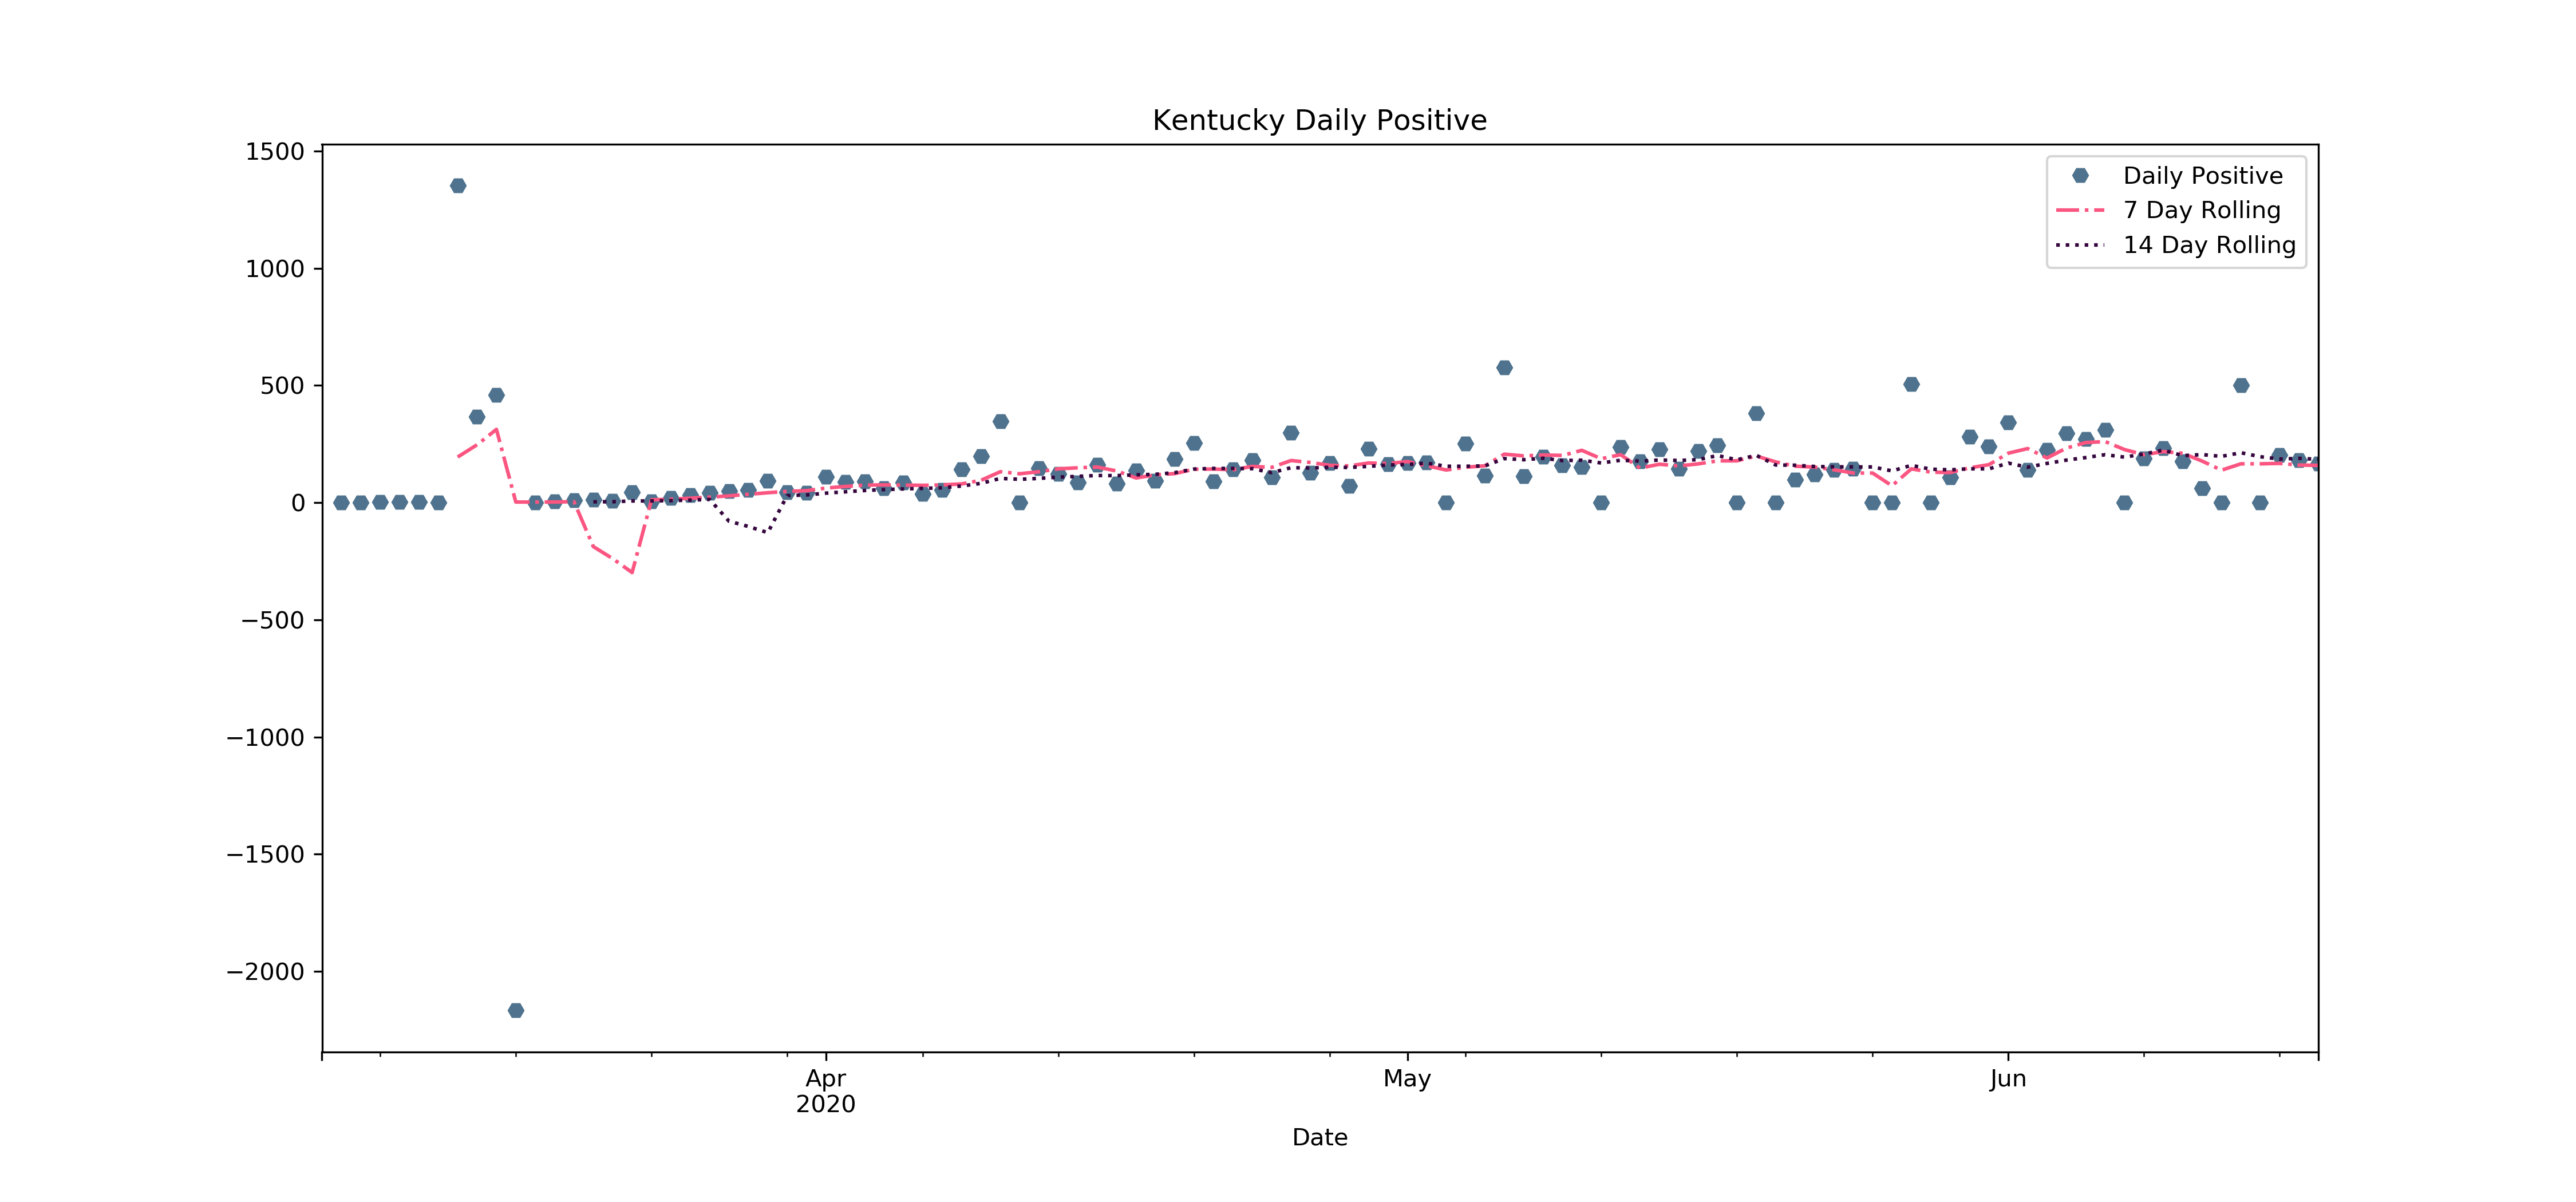 Kentucky Daily Positive
1500
1000
500
0
−500
−1000
−1500
−2000
Daily Positive
7 Day Rolling
14 Day Rolling
Apr
2020
May
Jun
Date